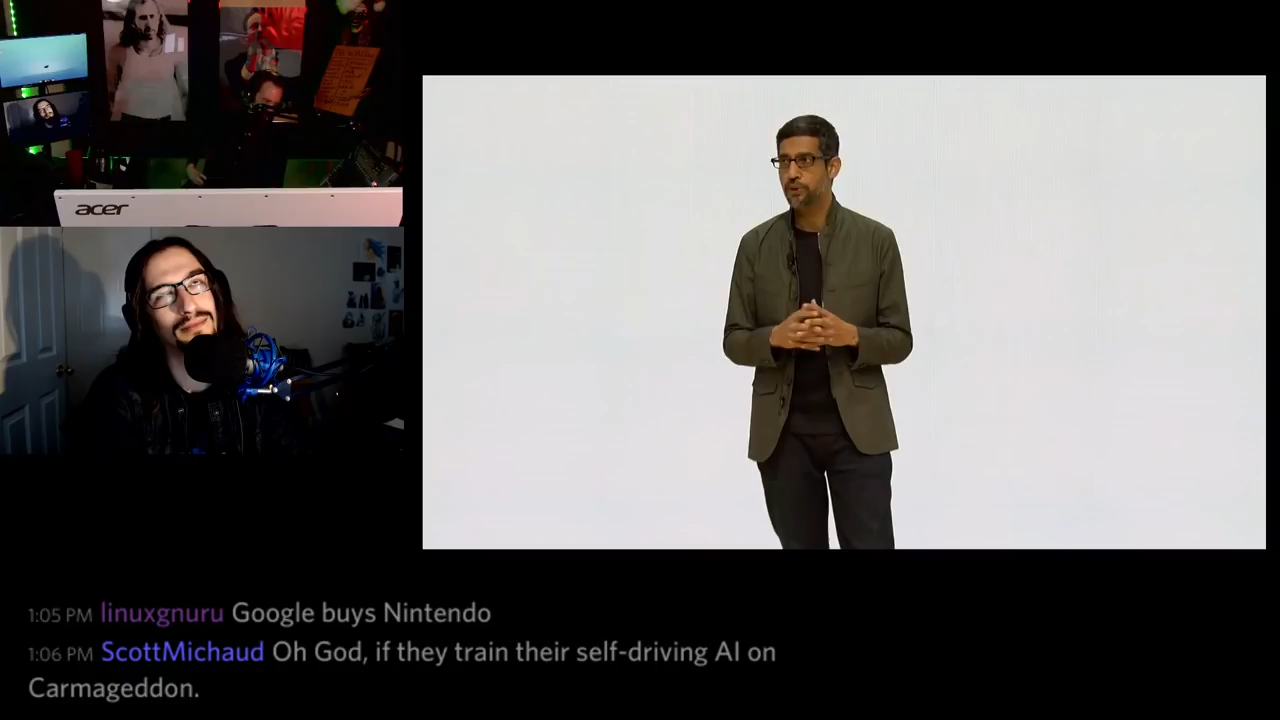 acer
1:05 PM linuxgnuru Google buys Nintendo
1:06 PM ScottMichaud Oh God, if they train their self-driving AI on
Carmageddon.